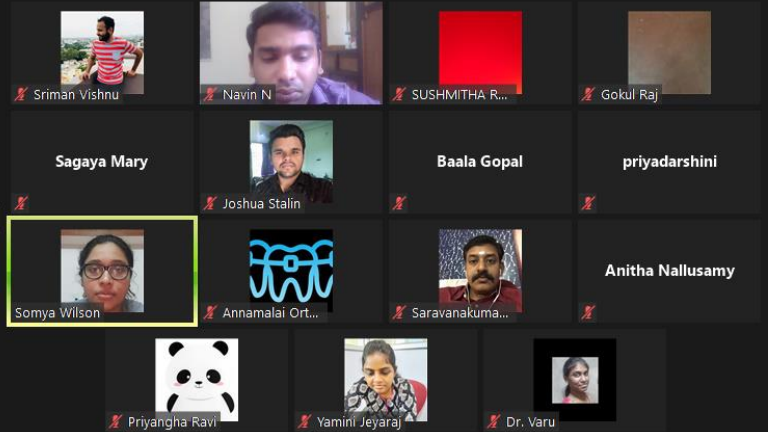 Sriman Vishnu
Navin N
SUSHMITHA R...
Gokul Raj
Sagaya Mary
Joshua Stalin
Baala Gopal
priyadarshini
Somya Wilson
Annamalai Ort...
Saravanakuma...
Anitha Nallusamy
Priyangha Ravi
Yamini Jeyaraj
Dr. Varu